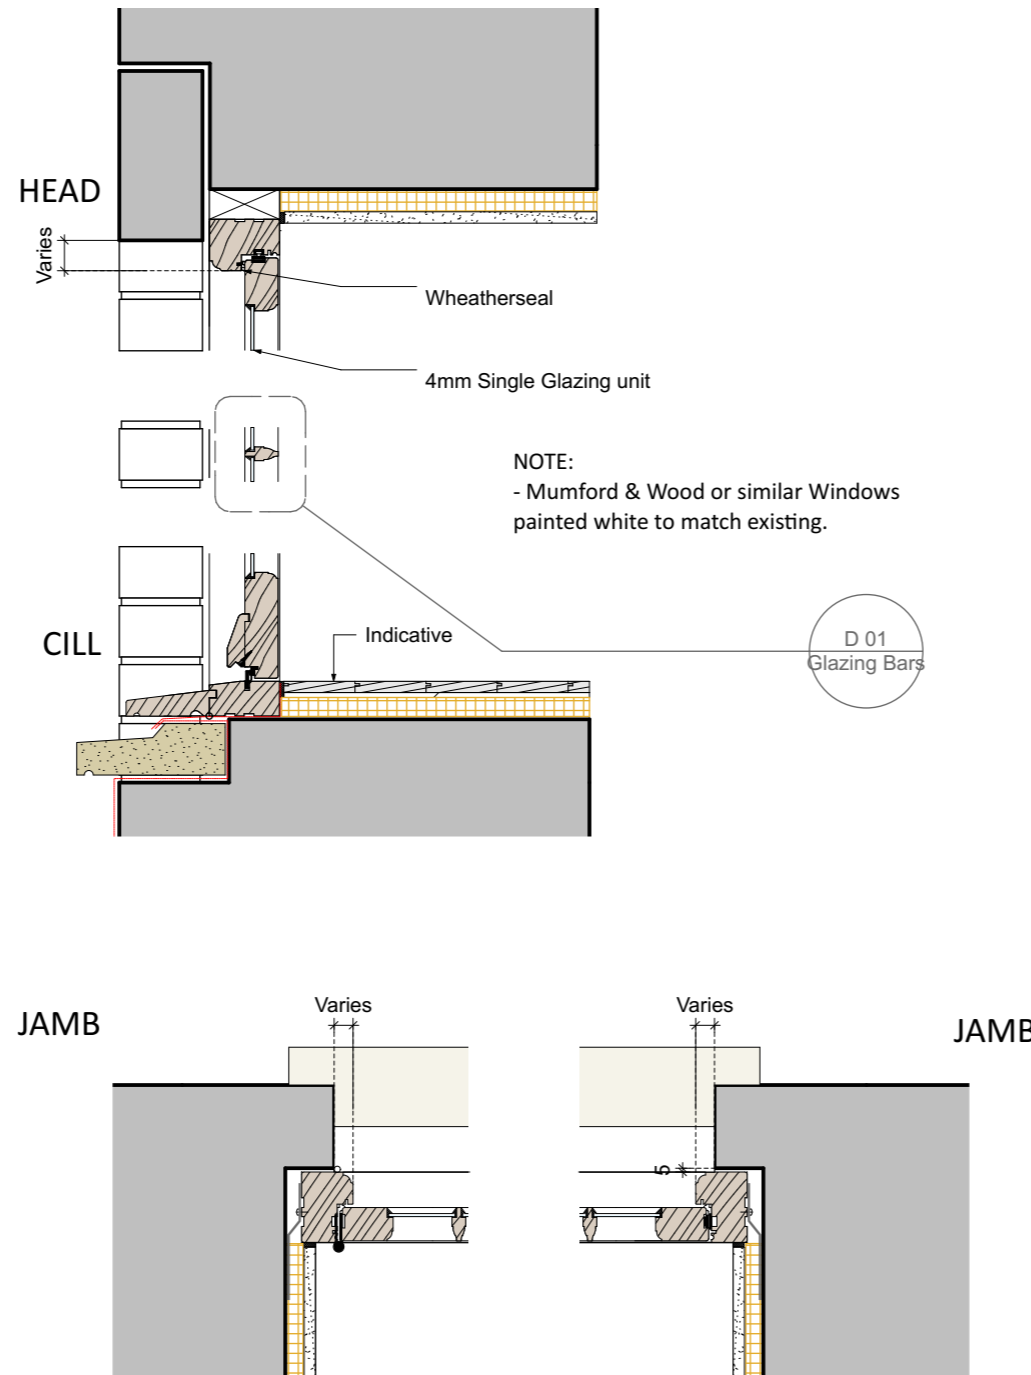 HEAD
Varies
Wheatherseal
4mm Single Glazing unit
NOTE:
- Mumford & Wood or similar Windows
painted white to match existing.
CILL
Indicative
D 01
Glazing Bars
JAMB
Varies
Varies
JAMB
5